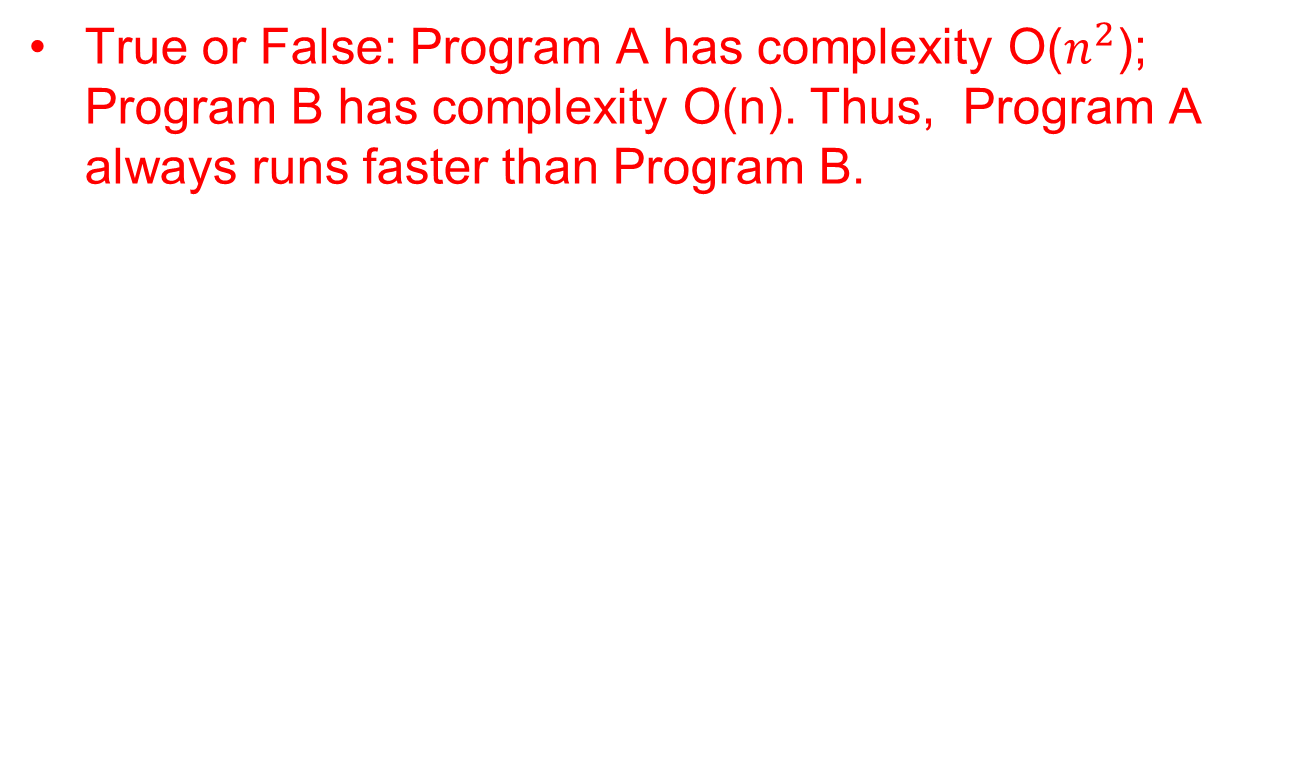 • True or False: Program A has complexity O(𝑛²);
Program B has complexity O(n). Thus,  Program A
always runs faster than Program B.